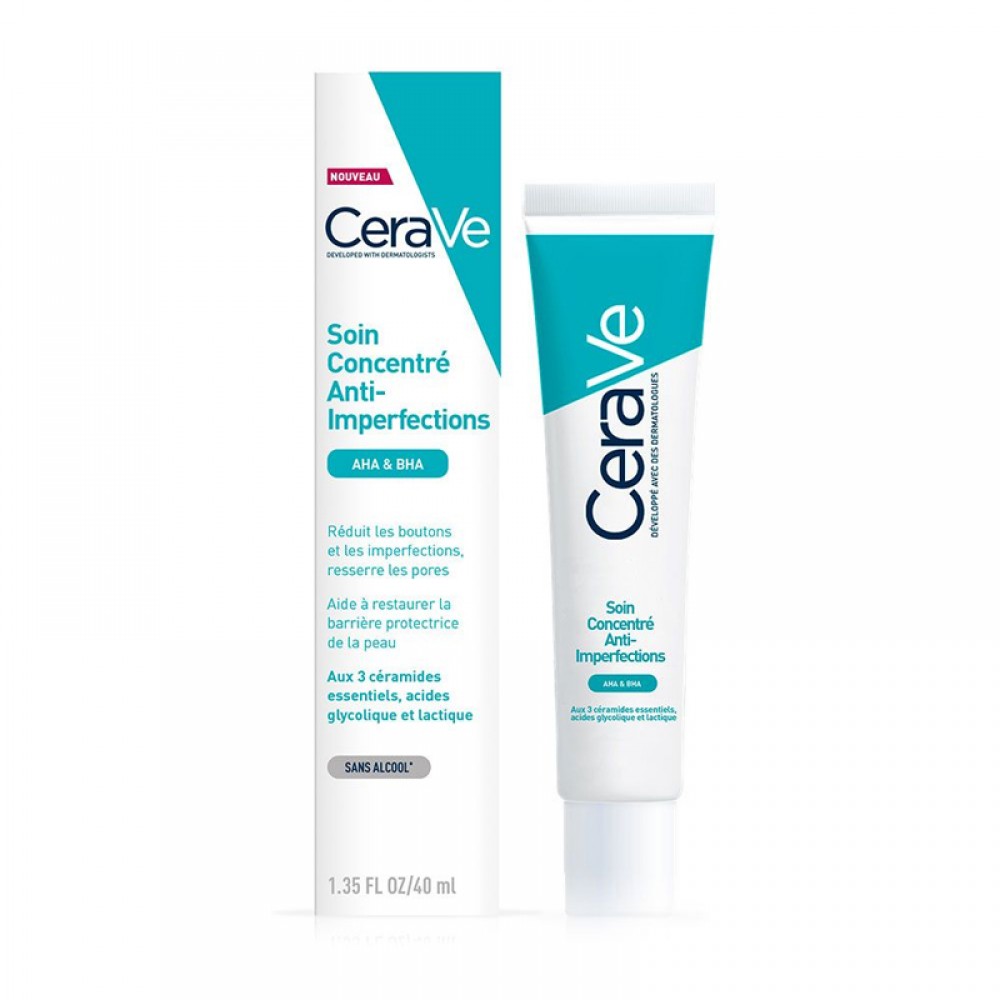 NOUVEAU
CeraVe
DEVELOPED WITH DERMATOLOGISTS
Soin
Concentré
Anti-
Imperfections
AHA & BHA
Réduit les boutons
et les imperfections,
resserre les pores
Aide à restaurer la
barrière protectrice
de la peau
Aux 3 céramides
essentiels, acides
glycolique et lactique
SANS ALCOOL*
1.35 FL OZ/40 ml
CeraVe
DÉVELOPPÉ AVEC DES DERMATOLOGUES
Soin
Concentré
Anti-
Imperfections
AHA & BHA
Aux 3 céramides essentiels,
acides glycolique et lactique